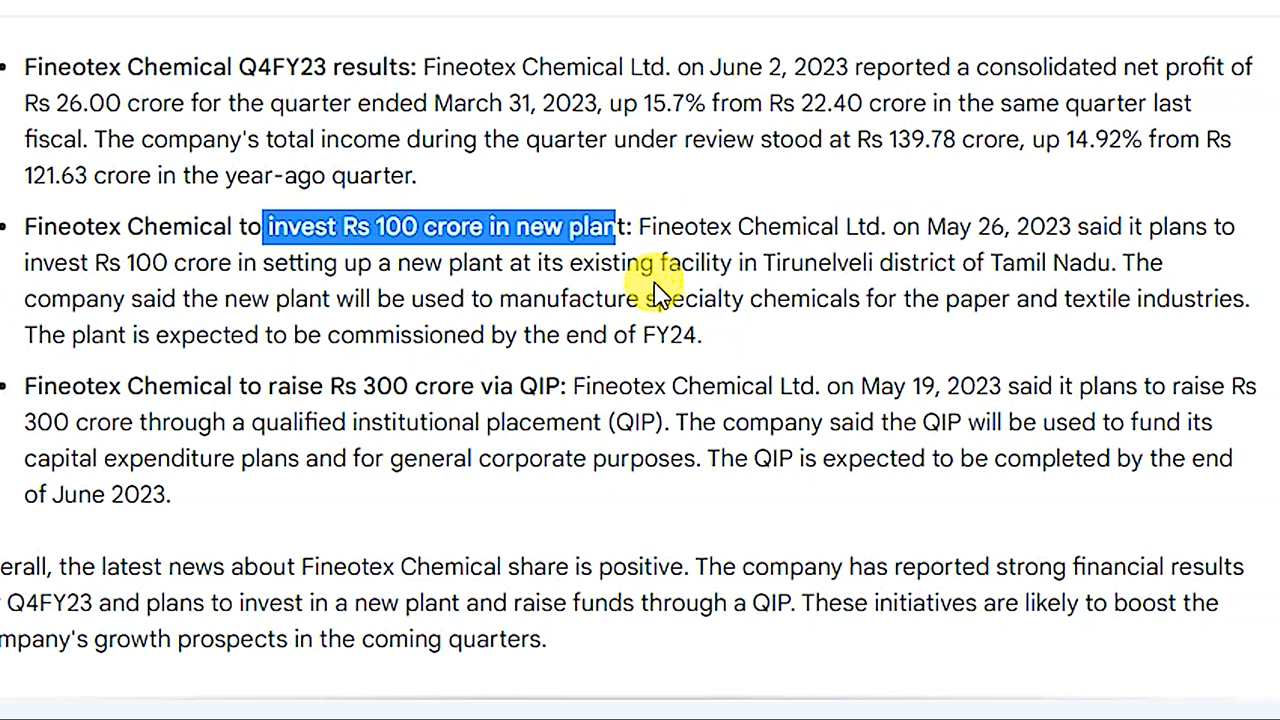 • Fineotex Chemical Q4FY23 results: Fineotex Chemical Ltd. on June 2, 2023 reported a consolidated net profit of
Rs 26.00 crore for the quarter ended March 31, 2023, up 15.7% from Rs 22.40 crore in the same quarter last
fiscal. The company's total income during the quarter under review stood at Rs 139.78 crore, up 14.92% from Rs
121.63 crore in the year-ago quarter.
• Fineotex Chemical to invest Rs 100 crore in new plant: Fineotex Chemical Ltd. on May 26, 2023 said it plans to
invest Rs 100 crore in setting up a new plant at its existing facility in Tirunelveli district of Tamil Nadu. The
company said the new plant will be used to manufacture specialty chemicals for the paper and textile industries.
The plant is expected to be commissioned by the end of FY24.
• Fineotex Chemical to raise Rs 300 crore via QIP: Fineotex Chemical Ltd. on May 19, 2023 said it plans to raise Rs
300 crore through a qualified institutional placement (QIP). The company said the QIP will be used to fund its
capital expenditure plans and for general corporate purposes. The QIP is expected to be completed by the end
of June 2023.
erall, the latest news about Fineotex Chemical share is positive. The company has reported strong financial results
Q4FY23 and plans to invest in a new plant and raise funds through a QIP. These initiatives are likely to boost the
mpany's growth prospects in the coming quarters.